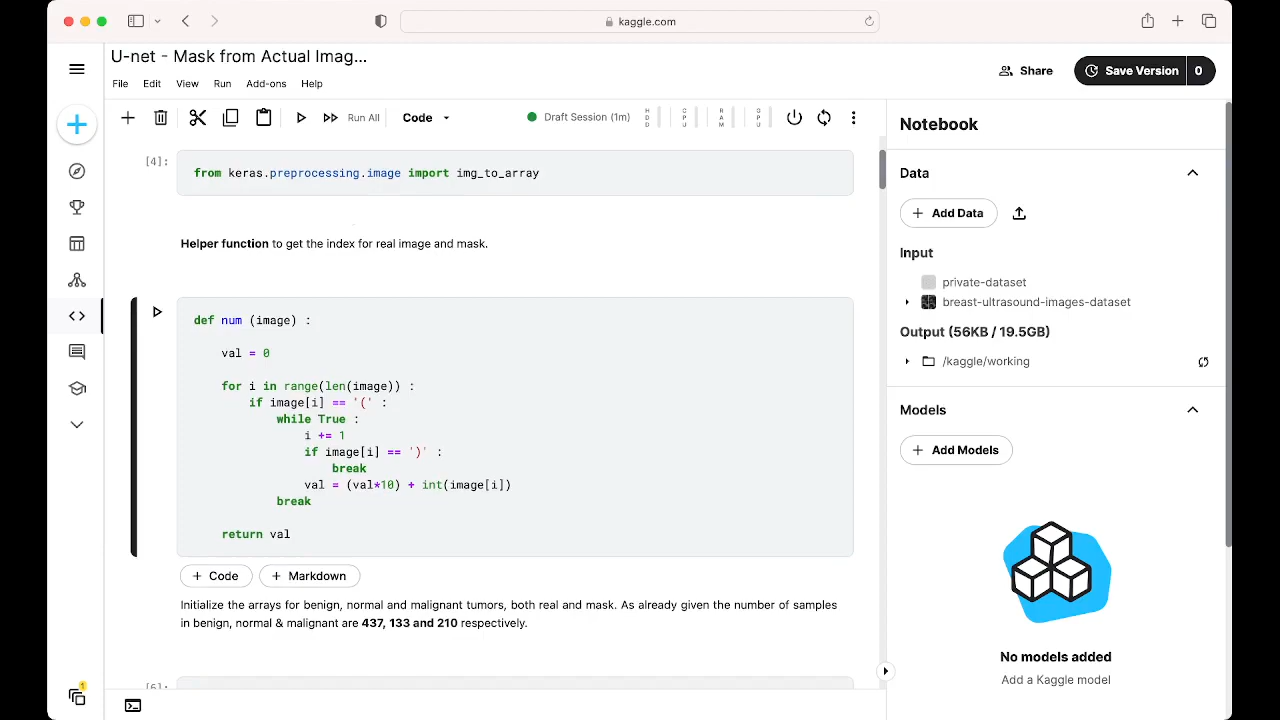 kaggle.com
U-net - Mask from Actual Imag...
File Edit View Run Add-ons Help
Share
Save Version 0
Run All Code
Draft Session (1m)
HDD
CPU
RAM
GPU
[4]:
from keras.preprocessing.image import img_to_array
Helper function to get the index for real image and mask.
def num (image) :
val = 0
for i in range(len(image)) :
if image[i] == '(' :
while True :
i += 1
if image[i] == ')' :
break
val = (val*10) + int(image[i])
break
return val
+ Code + Markdown
Initialize the arrays for benign, normal and malignant tumors, both real and mask. As already given the number of samples
in benign, normal & malignant are 437, 133 and 210 respectively.
[6]:
Notebook
Data
+ Add Data
Input
private-dataset
breast-ultrasound-images-dataset
Output (56KB / 19.5GB)
/kaggle/working
Models
+ Add Models
No models added
Add a Kaggle model
1